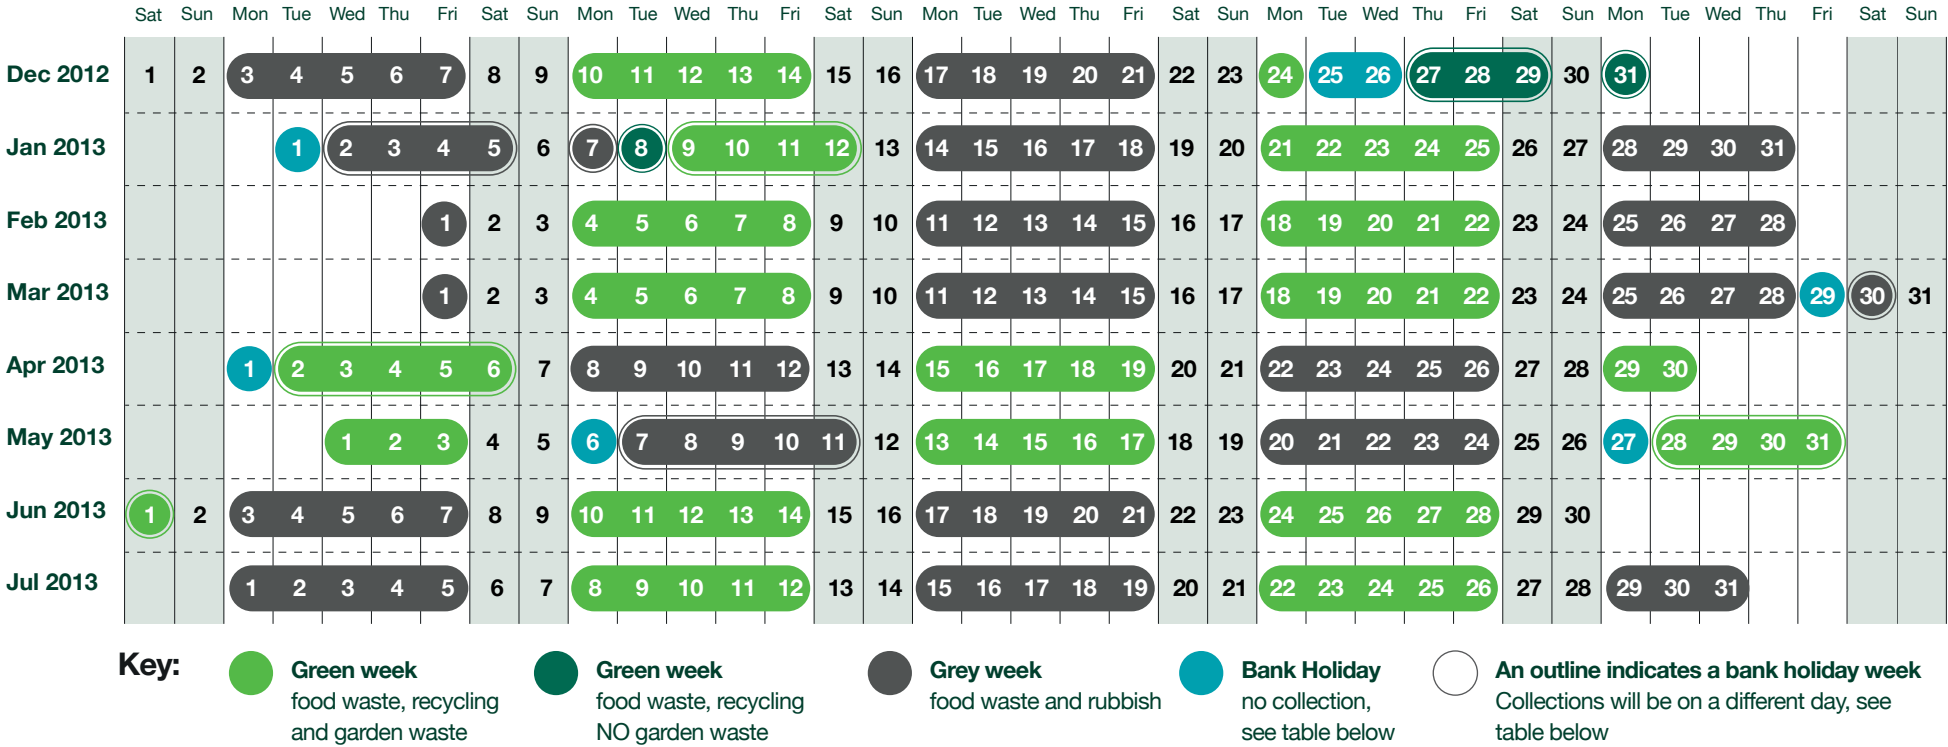 Sat Sun Mon Tue Wed Thu Fri Sat Sun Mon Tue Wed Thu Fri Sat Sun Mon Tue Wed Thu Fri Sat Sun Mon Tue Wed Thu Fri Sat Sun Mon Tue Wed Thu Fri Sat Sun
Dec 2012 1 2 3 4 5 6 7 8 9 10 11 12 13 14 15 16 17 18 19 20 21 22 23 24 25 26 27 28 29 30 31
Jan 2013 1 2 3 4 5 6 7 8 9 10 11 12 13 14 15 16 17 18 19 20 21 22 23 24 25 26 27 28 29 30 31
Feb 2013 1 2 3 4 5 6 7 8 9 10 11 12 13 14 15 16 17 18 19 20 21 22 23 24 25 26 27 28
Mar 2013 1 2 3 4 5 6 7 8 9 10 11 12 13 14 15 16 17 18 19 20 21 22 23 24 25 26 27 28 29 30 31
Apr 2013 1 2 3 4 5 6 7 8 9 10 11 12 13 14 15 16 17 18 19 20 21 22 23 24 25 26 27 28 29 30
May 2013 1 2 3 4 5 6 7 8 9 10 11 12 13 14 15 16 17 18 19 20 21 22 23 24 25 26 27 28 29 30 31
Jun 2013 1 2 3 4 5 6 7 8 9 10 11 12 13 14 15 16 17 18 19 20 21 22 23 24 25 26 27 28 29 30
Jul 2013 1 2 3 4 5 6 7 8 9 10 11 12 13 14 15 16 17 18 19 20 21 22 23 24 25 26 27 28 29 30 31
Key:
Green week
food waste, recycling
and garden waste
Green week
food waste, recycling
NO garden waste
Grey week
food waste and rubbish
Bank Holiday
no collection,
see table below
An outline indicates a bank holiday week
Collections will be on a different day, see
table below